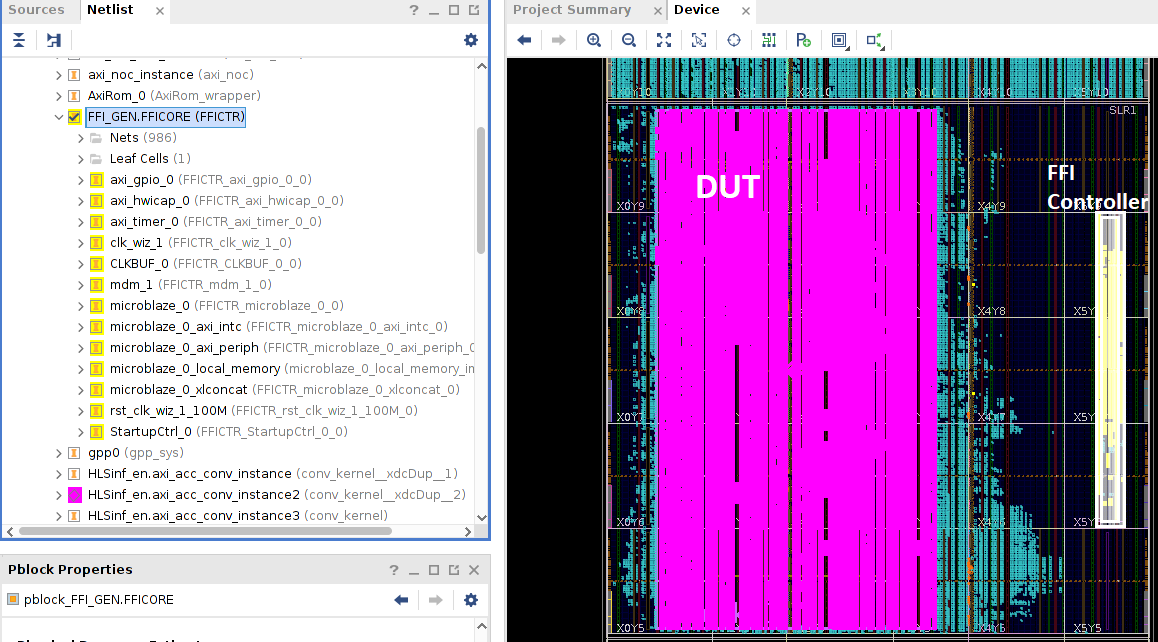 Sources
Netlist
Project Summary
Device
axi_noc_instance (axi_noc)
AxiRom_0 (AxiRom_wrapper)
FFI_GEN.FFICORE (FFICTR)
Nets (986)
Leaf Cells (1)
axi_gpio_0 (FFICTR_axi_gpio_0_0)
axi_hwicap_0 (FFICTR_axi_hwicap_0_0)
axi_timer_0 (FFICTR_axi_timer_0_0)
clk_wiz_1 (FFICTR_clk_wiz_1_0)
CLKBUF_0 (FFICTR_CLKBUF_0_0)
mdm_1 (FFICTR_mdm_1_0)
microblaze_0 (FFICTR_microblaze_0_0)
microblaze_0_axi_intc (FFICTR_microblaze_0_axi_intc_0)
microblaze_0_axi_periph (FFICTR_microblaze_0_axi_periph_0
microblaze_0_local_memory (microblaze_0_local_memory_in
microblaze_0_xlconcat (FFICTR_microblaze_0_xlconcat_0)
rst_clk_wiz_1_100M (FFICTR_rst_clk_wiz_1_100M_0)
StartupCtrl_0 (FFICTR_StartupCtrl_0_0)
gpp0 (gpp_sys)
HLSinf_en.axi_acc_conv_instance (conv_kernel__xdcDup__1)
HLSinf_en.axi_acc_conv_instance2 (conv_kernel__xdcDup__2)
HLSinf_en.axi_acc_conv_instance3 (conv_kernel)
Pblock Properties
pblock_FFI_GEN.FFICORE
X0Y10
X3Y10
X4Y10
X5Y10
SLR1
DUT
FFI
Controller
X0Y9
X4Y9
X0Y8
X4Y8
X5Y
X0Y7
X4Y7
X5Y
X0Y6
X4Y6
X5Y
X0Y5
X4Y5
X5Y5